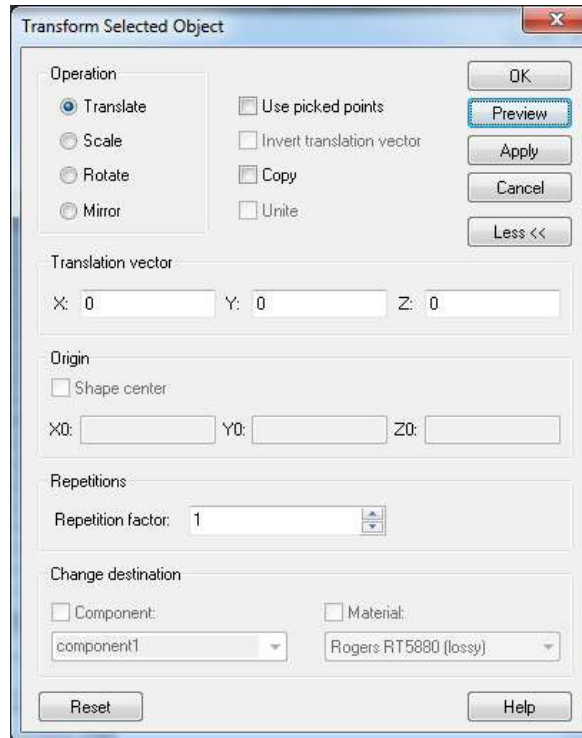 Transform Selected Object
Operation
Translate
Scale
Rotate
Mirror
Use picked points
Invert translation vector
Copy
Unite
OK
Preview
Apply
Cancel
Less <<
Translation vector
X: 0 Y: 0 Z: 0
Origin
Shape center
X0: Y0: Z0:
Repetitions
Repetition factor: 1
Change destination
Component: Material:
component1 Rogers RT5880 (lossy)
Reset Help